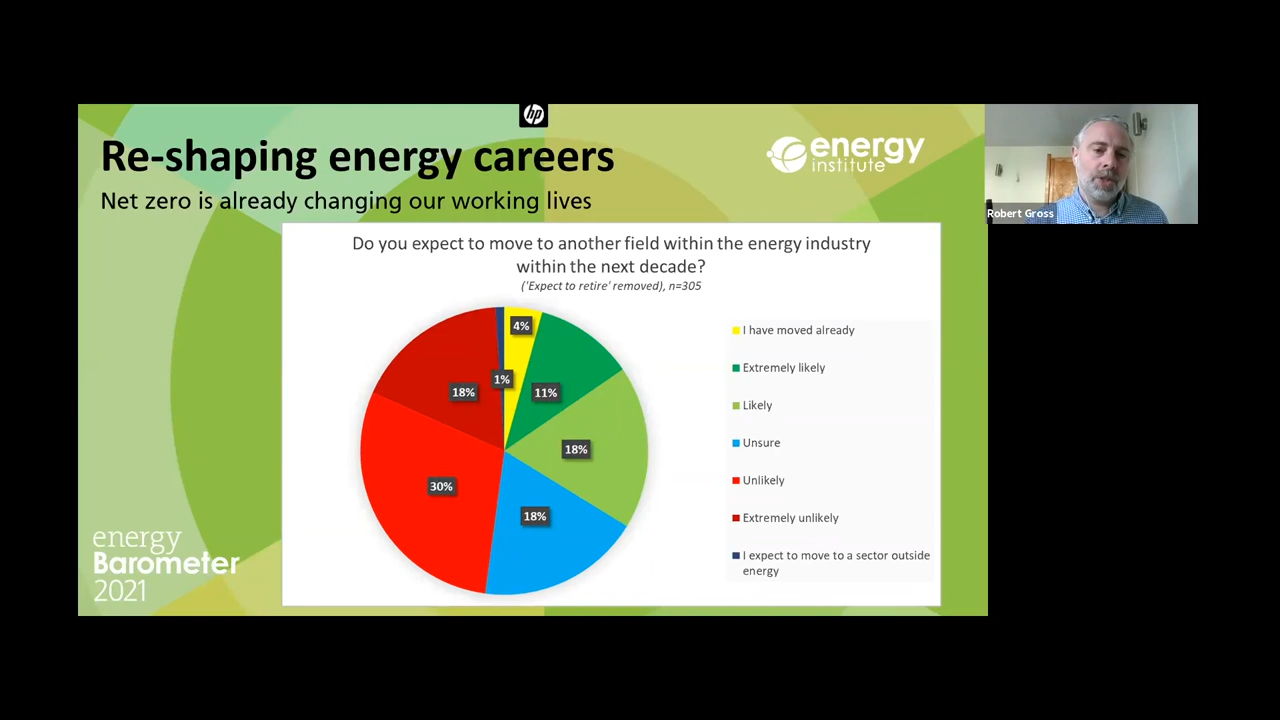 hp
Re-shaping energy careers
energy
institute
Net zero is already changing our working lives
Robert Gross
Do you expect to move to another field within the energy industry
within the next decade?
('Expect to retire' removed), n=305
4%
1%
18%
11%
18%
30%
18%
I have moved already
Extremely likely
Likely
Unsure
Unlikely
Extremely unlikely
I expect to move to a sector outside
energy
energy
Barometer
2021